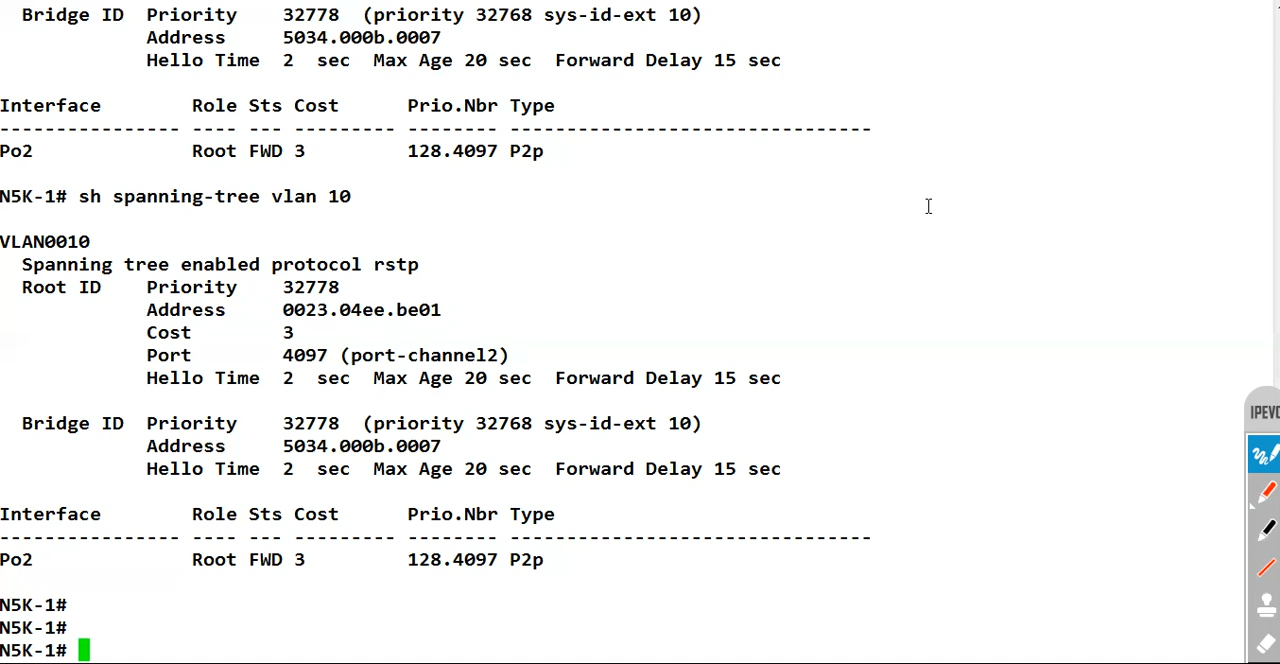 Bridge ID  Priority    32778  (priority 32768 sys-id-ext 10)
Address     5034.000b.0007
Hello Time  2  sec  Max Age 20 sec  Forward Delay 15 sec
Interface        Role Sts Cost      Prio.Nbr Type
---------------- ---- --- --------- -------- --------------------------------
Po2              Root FWD 3         128.4097 P2p
N5K-1# sh spanning-tree vlan 10
VLAN0010
Spanning tree enabled protocol rstp
Root ID    Priority    32778
Address     0023.04ee.be01
Cost        3
Port        4097 (port-channel2)
Hello Time  2  sec  Max Age 20 sec  Forward Delay 15 sec
Bridge ID  Priority    32778  (priority 32768 sys-id-ext 10)
Address     5034.000b.0007
Hello Time  2  sec  Max Age 20 sec  Forward Delay 15 sec
Interface        Role Sts Cost      Prio.Nbr Type
---------------- ---- --- --------- -------- --------------------------------
Po2              Root FWD 3         128.4097 P2p
N5K-1#
N5K-1#
N5K-1#